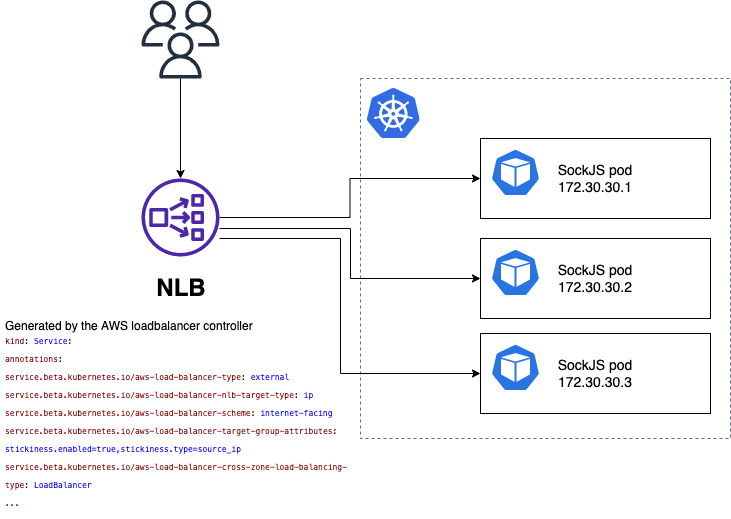 SockJS pod
172.30.30.1
SockJS pod
172.30.30.2
NLB
Generated by the AWS loadbalancer controller
kind: Service:
annotations:
service.beta.kubernetes.io/aws-load-balancer-type: external
service.beta.kubernetes.io/aws-load-balancer-nlb-target-type: ip
service.beta.kubernetes.io/aws-load-balancer-scheme: internet-facing
service.beta.kubernetes.io/aws-load-balancer-target-group-attributes:
stickiness.enabled=true,stickiness.type=source_ip
service.beta.kubernetes.io/aws-load-balancer-cross-zone-load-balancing-
type: LoadBalancer
...
SockJS pod
172.30.30.3